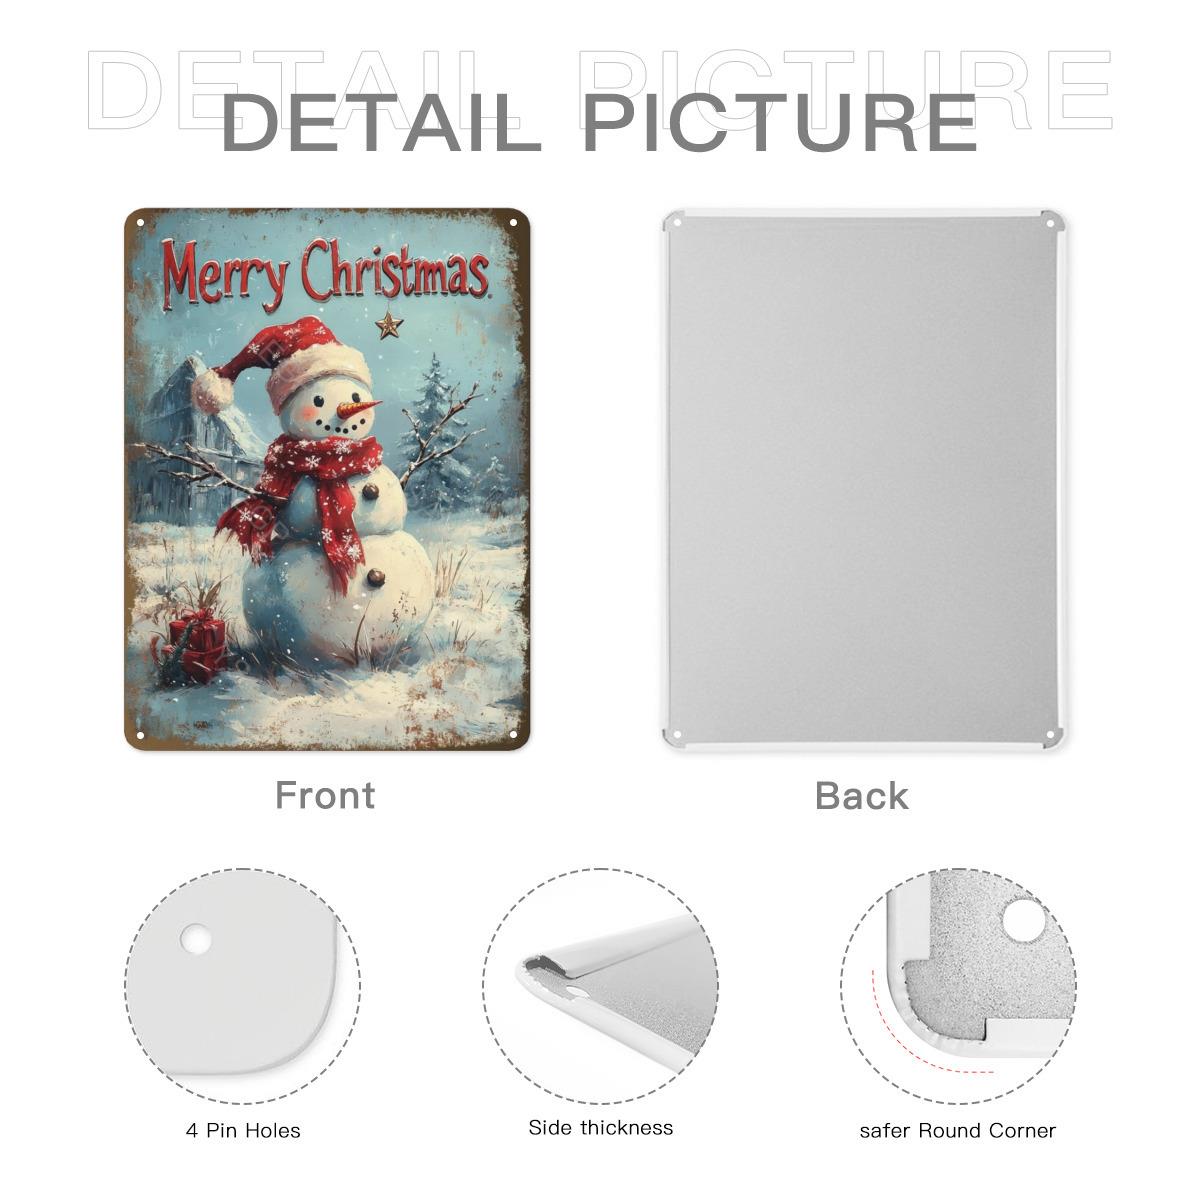 DETAIL PICTURE
DETAIL PICTURE
Merry Christmas
Front
Back
4 Pin Holes
Side thickness
safer Round Corner